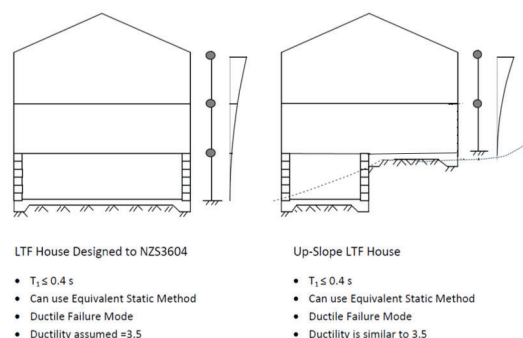 LTF House Designed to NZS3604
• T₁ ≤ 0.4 s
• Can use Equivalent Static Method
• Ductile Failure Mode
• Ductility assumed =3.5
Up-Slope LTF House
• T₁ ≤ 0.4 s
• Can use Equivalent Static Method
• Ductile Failure Mode
• Ductility is similar to 3.5